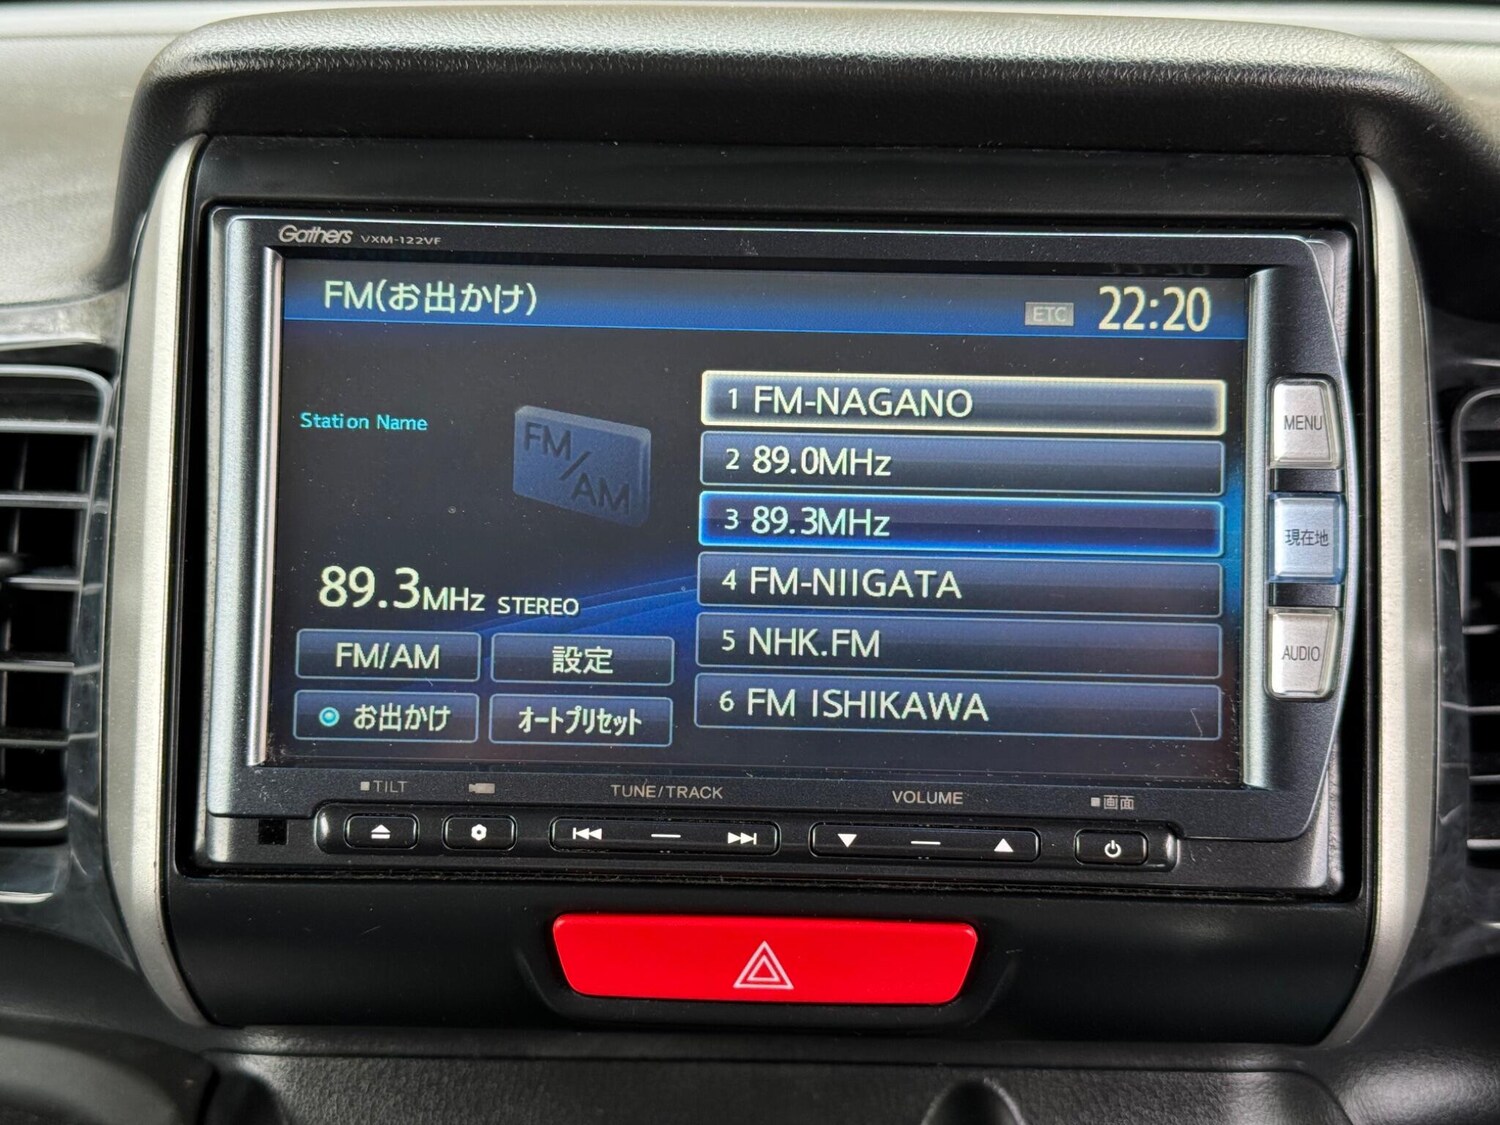 Gathers VXM-122VF
FM(お出かけ)
ETC 22:20
Station Name
FM/AM
89.3MHz STEREO
FM/AM
設定
お出かけ
オートプリセット
1 FM-NAGANO
2 89.0MHz
3 89.3MHz
4 FM-NIIGATA
5 NHK.FM
6 FM ISHIKAWA
MENU
現在地
AUDIO
TILT
TUNE/TRACK
VOLUME
画面